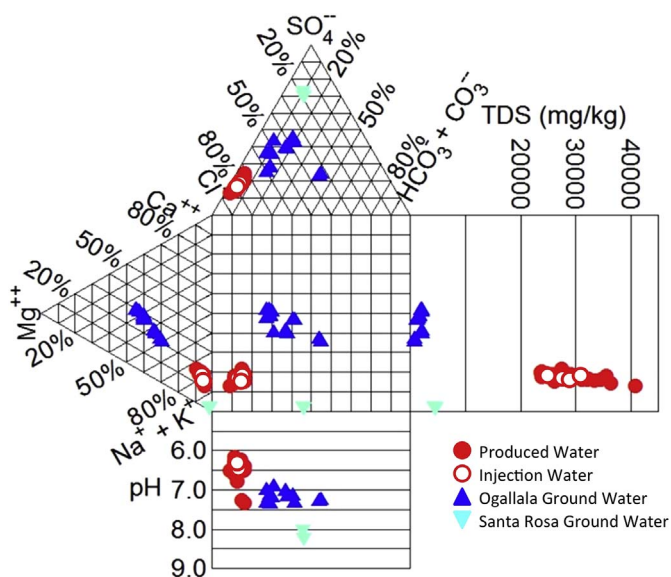 SO₄⁻⁻
20%
20%
50%
50%
80%
80%
Cl⁻
HCO₃ + CO₃⁻
TDS (mg/kg)
20000
30000
40000
Ca⁺⁺
80%
50%
20%
Mg⁺⁺
20%
50%
80%
Na⁺ + K⁺
pH
6.0
7.0
8.0
9.0
Produced Water
Injection Water
Ogallala Ground Water
Santa Rosa Ground Water